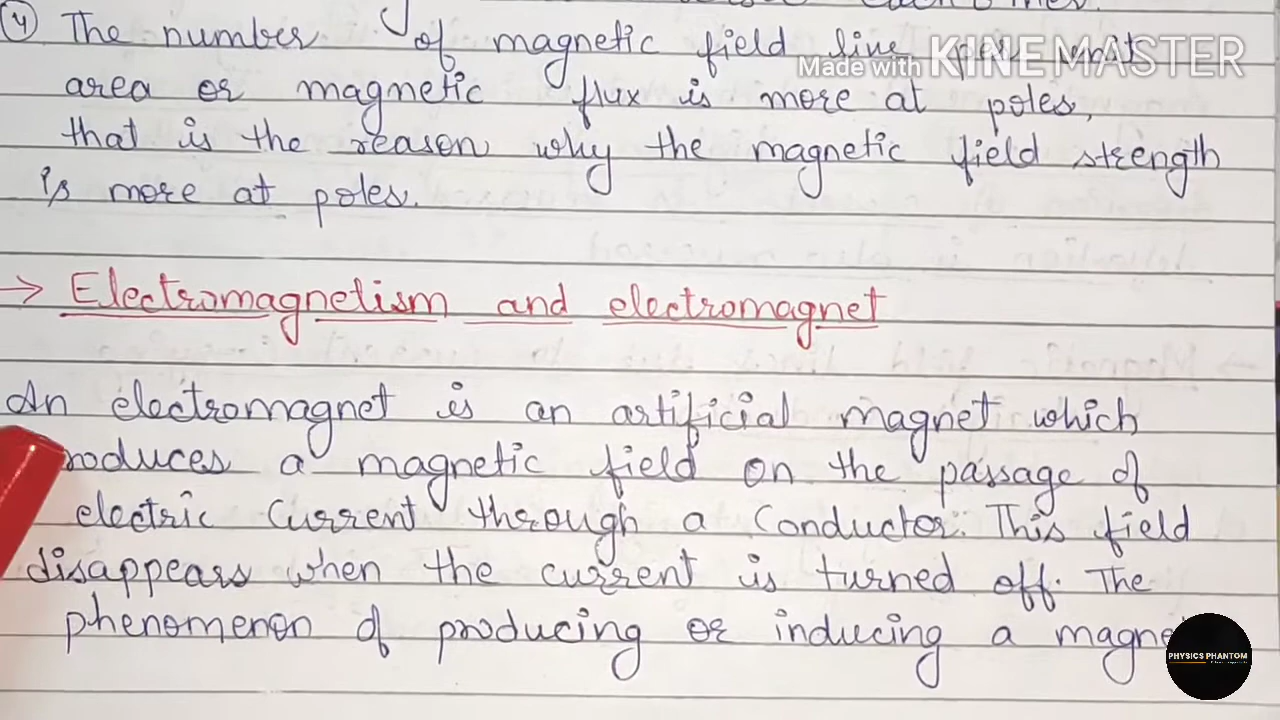 ④ The number of magnetic field line per unit
Made with KINEMASTER
area or magnetic flux is more at poles,
that is the reason why the magnetic field strength
is more at poles.
→ Electromagnetism and electromagnet
An electromagnet is an artificial magnet which
roduces a magnetic field on the passage of
electric current through a conductor. This field
disappears when the current is turned off. The
phenomenon of producing or inducing a magne
PHYSICS PHANTOM